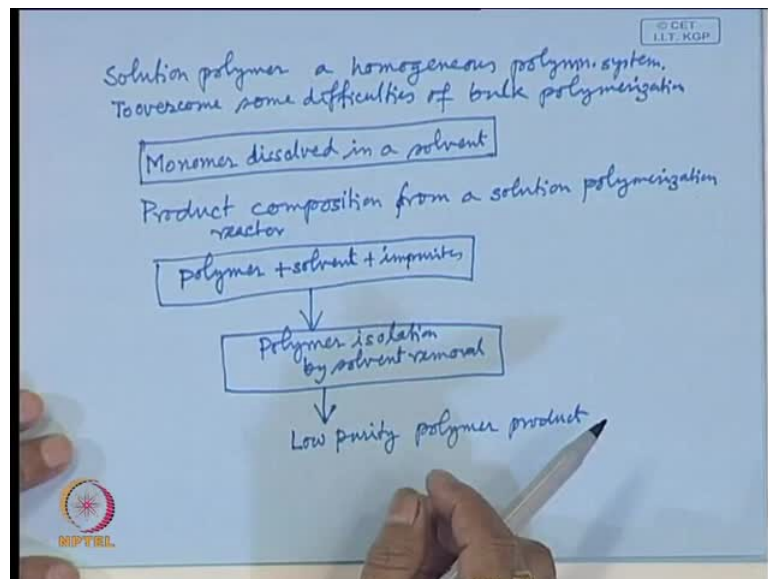 © CET
I.I.T. KGP
Solution polymer a homogeneous polymn. system.
To overcome some difficulties of bulk polymerization
Monomer dissolved in a solvent
Product composition from a solution polymerization
reactor
polymer + solvent + impurites
Polymer isolation
by solvent removal
Low purity polymer product
NPTEL